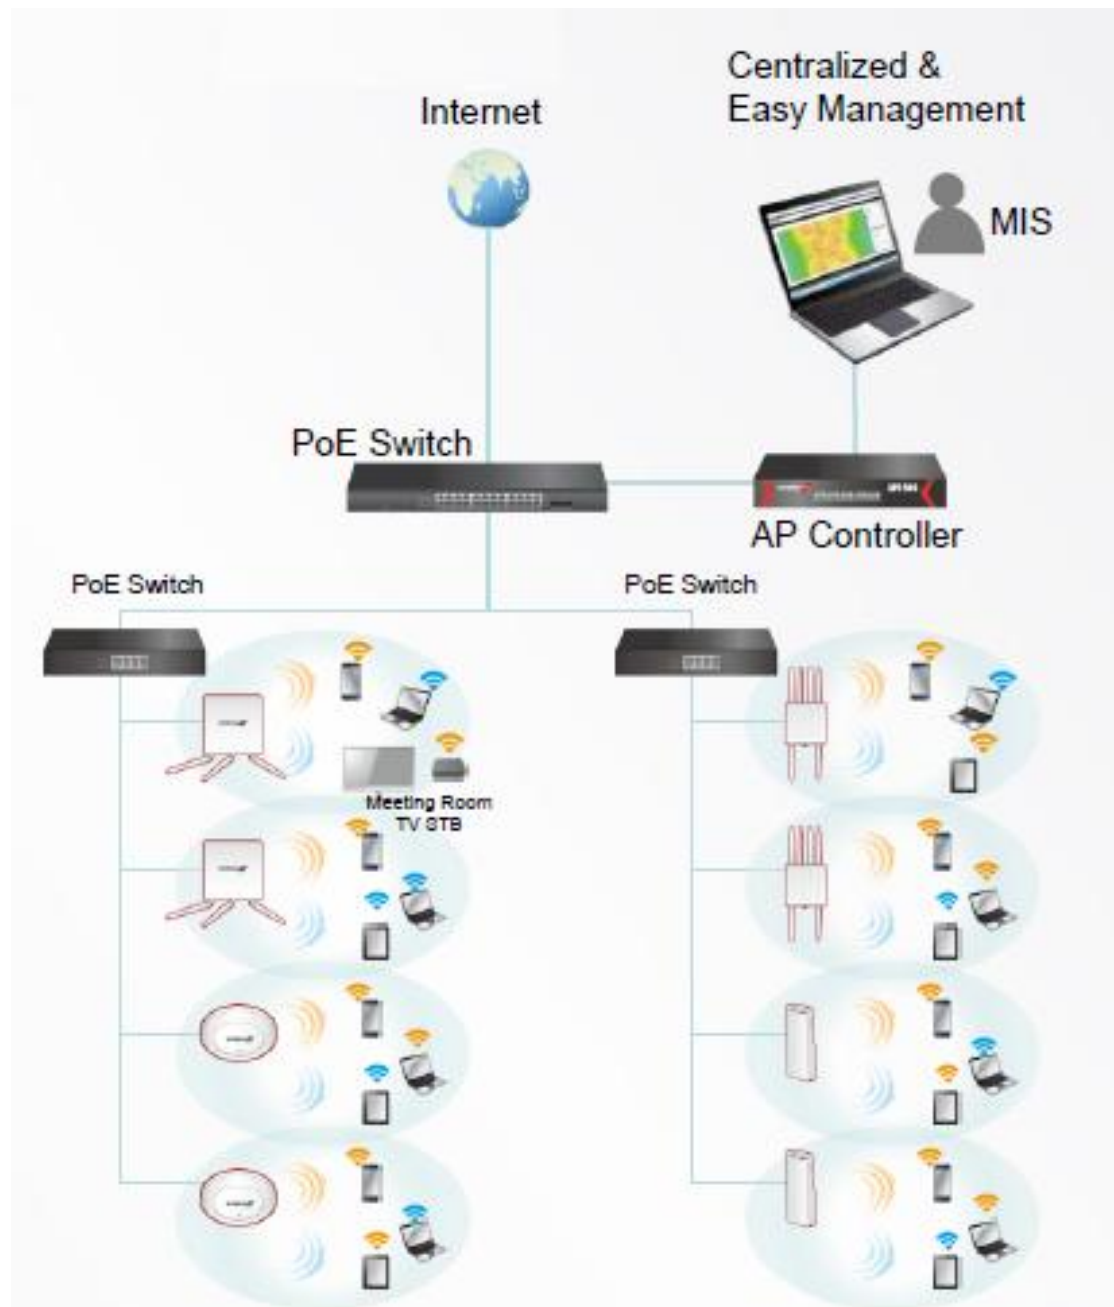 Centralized &
Easy Management
Internet
MIS
PoE Switch
AP Controller
PoE Switch
PoE Switch
Meeting Room
TV STB